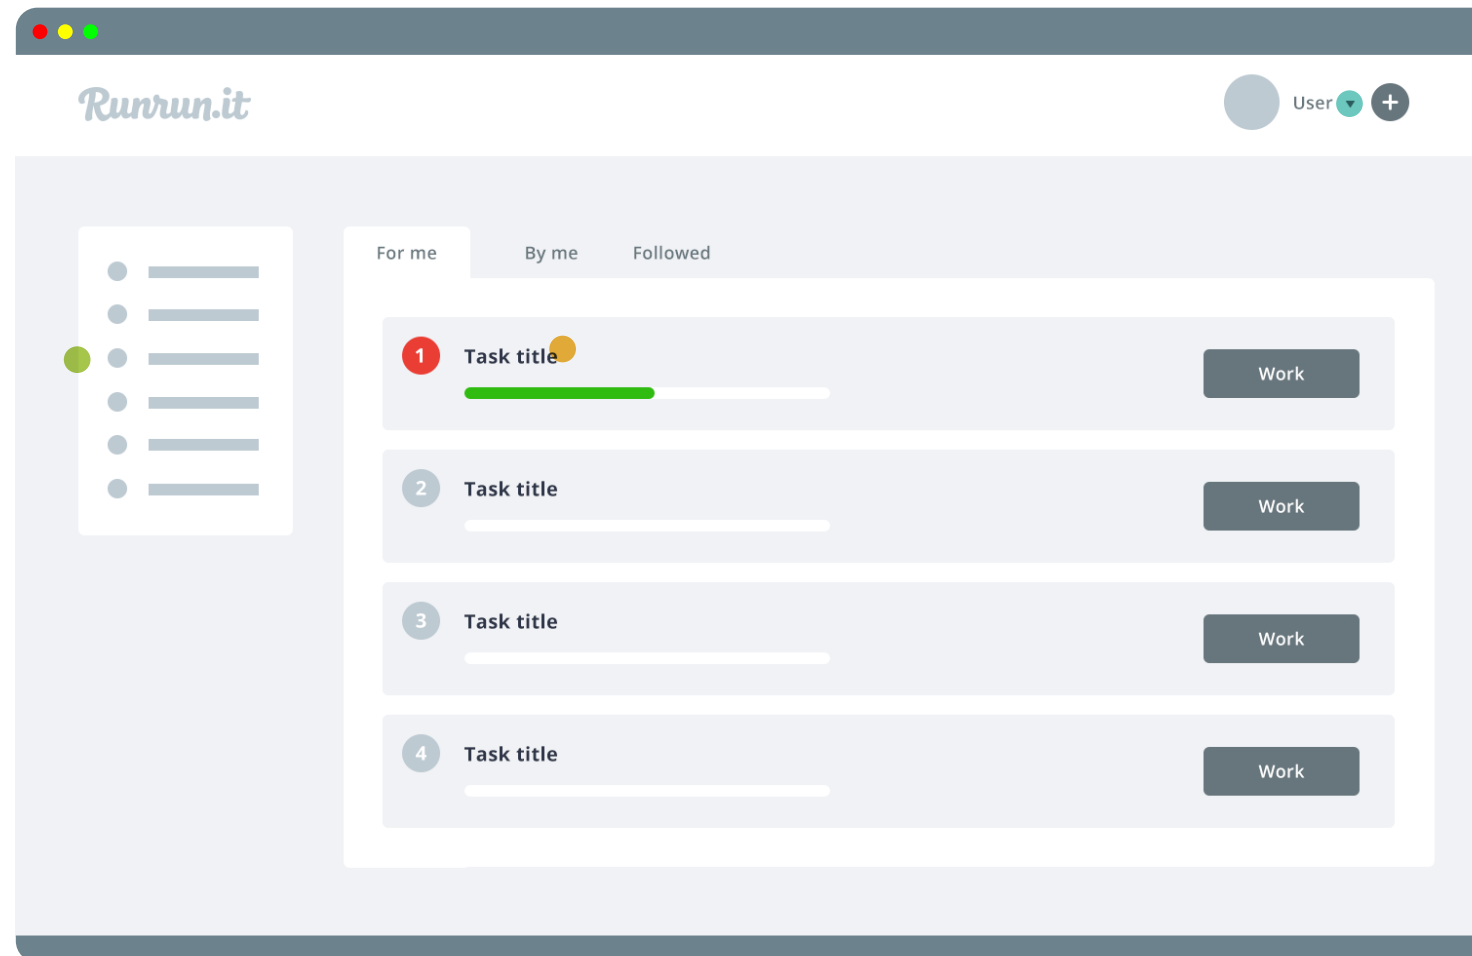 Runrun.it
User
For me
By me
Followed
1
Task title
Work
2
Task title
Work
3
Task title
Work
4
Task title
Work